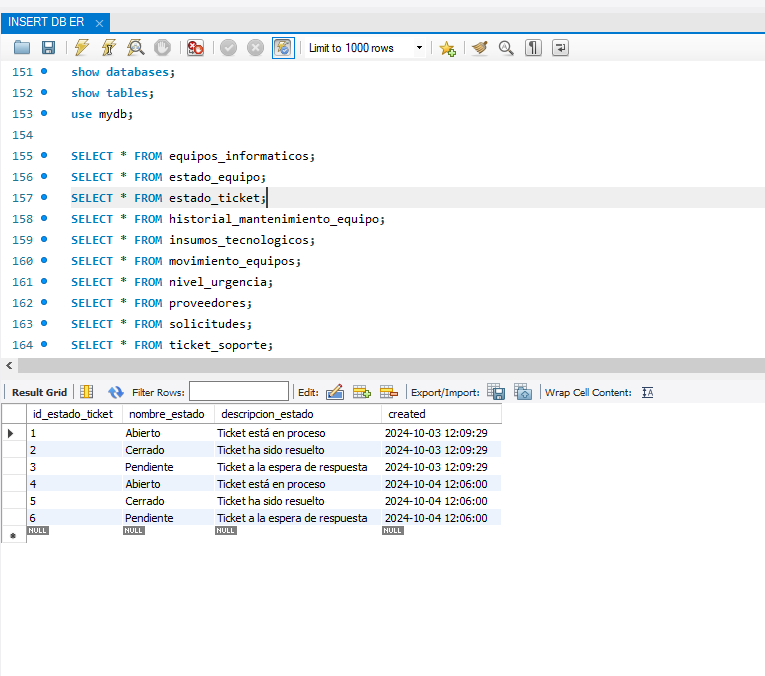 INSERT DB ER ×
Limit to 1000 rows
151 show databases;
152 show tables;
153 use mydb;
154
155 SELECT * FROM equipos_informaticos;
156 SELECT * FROM estado_equipo;
157 SELECT * FROM estado_ticket;
158 SELECT * FROM historial_mantenimiento_equipo;
159 SELECT * FROM insumos_tecnologicos;
160 SELECT * FROM movimiento_equipos;
161 SELECT * FROM nivel_urgencia;
162 SELECT * FROM proveedores;
163 SELECT * FROM solicitudes;
164 SELECT * FROM ticket_soporte;
Result Grid Filter Rows: Edit: Export/Import: Wrap Cell Content:
id_estado_ticket nombre_estado descripcion_estado created
1 Abierto Ticket está en proceso 2024-10-03 12:09:29
2 Cerrado Ticket ha sido resuelto 2024-10-03 12:09:29
3 Pendiente Ticket a la espera de respuesta 2024-10-03 12:09:29
4 Abierto Ticket está en proceso 2024-10-04 12:06:00
5 Cerrado Ticket ha sido resuelto 2024-10-04 12:06:00
6 Pendiente Ticket a la espera de respuesta 2024-10-04 12:06:00
NULL NULL NULL NULL